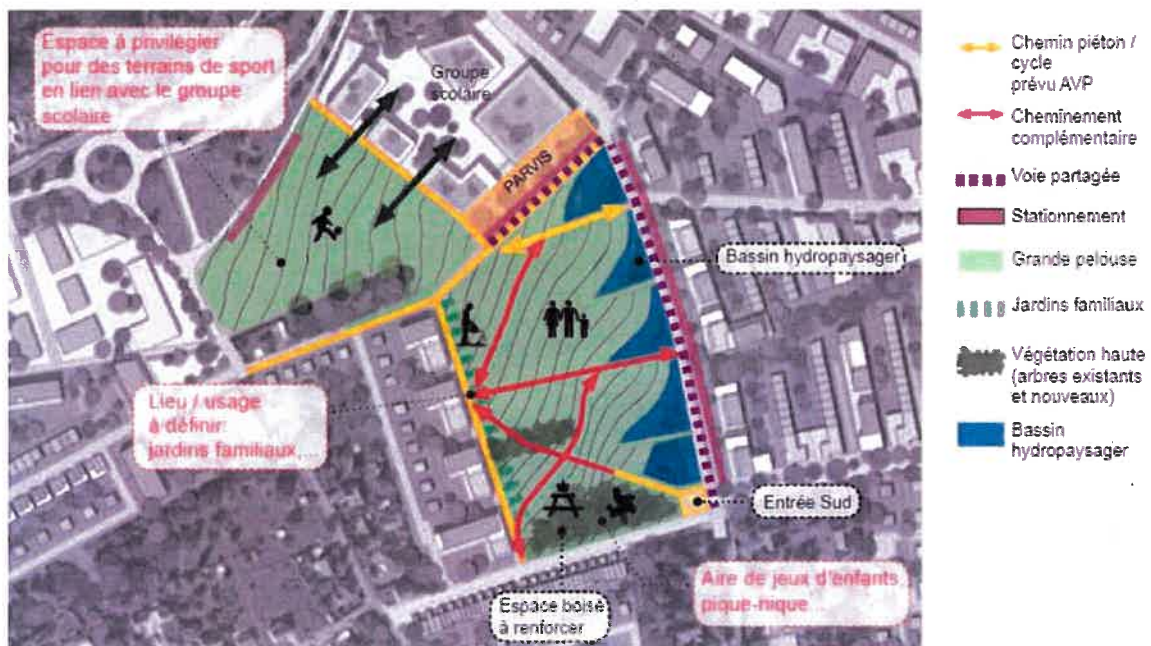 Espace à privilégier
pour des terrains de sport
en lien avec le groupe
scolaire
Groupe
scolaire
PARVIS
Bassin hydropaysager
Lieu / usage
à définir:
jardins familiaux,...
Entrée Sud
Aire de jeux d'enfants
pique-nique...
Espace boisé
à renforcer
Chemin piéton /
cycle
prévu AVP
Cheminement
complémentaire
Voie partagée
Stationnement
Grande pelouse
Jardins familiaux
Végétation haute
(arbres existants
et nouveaux)
Bassin
hydropaysager